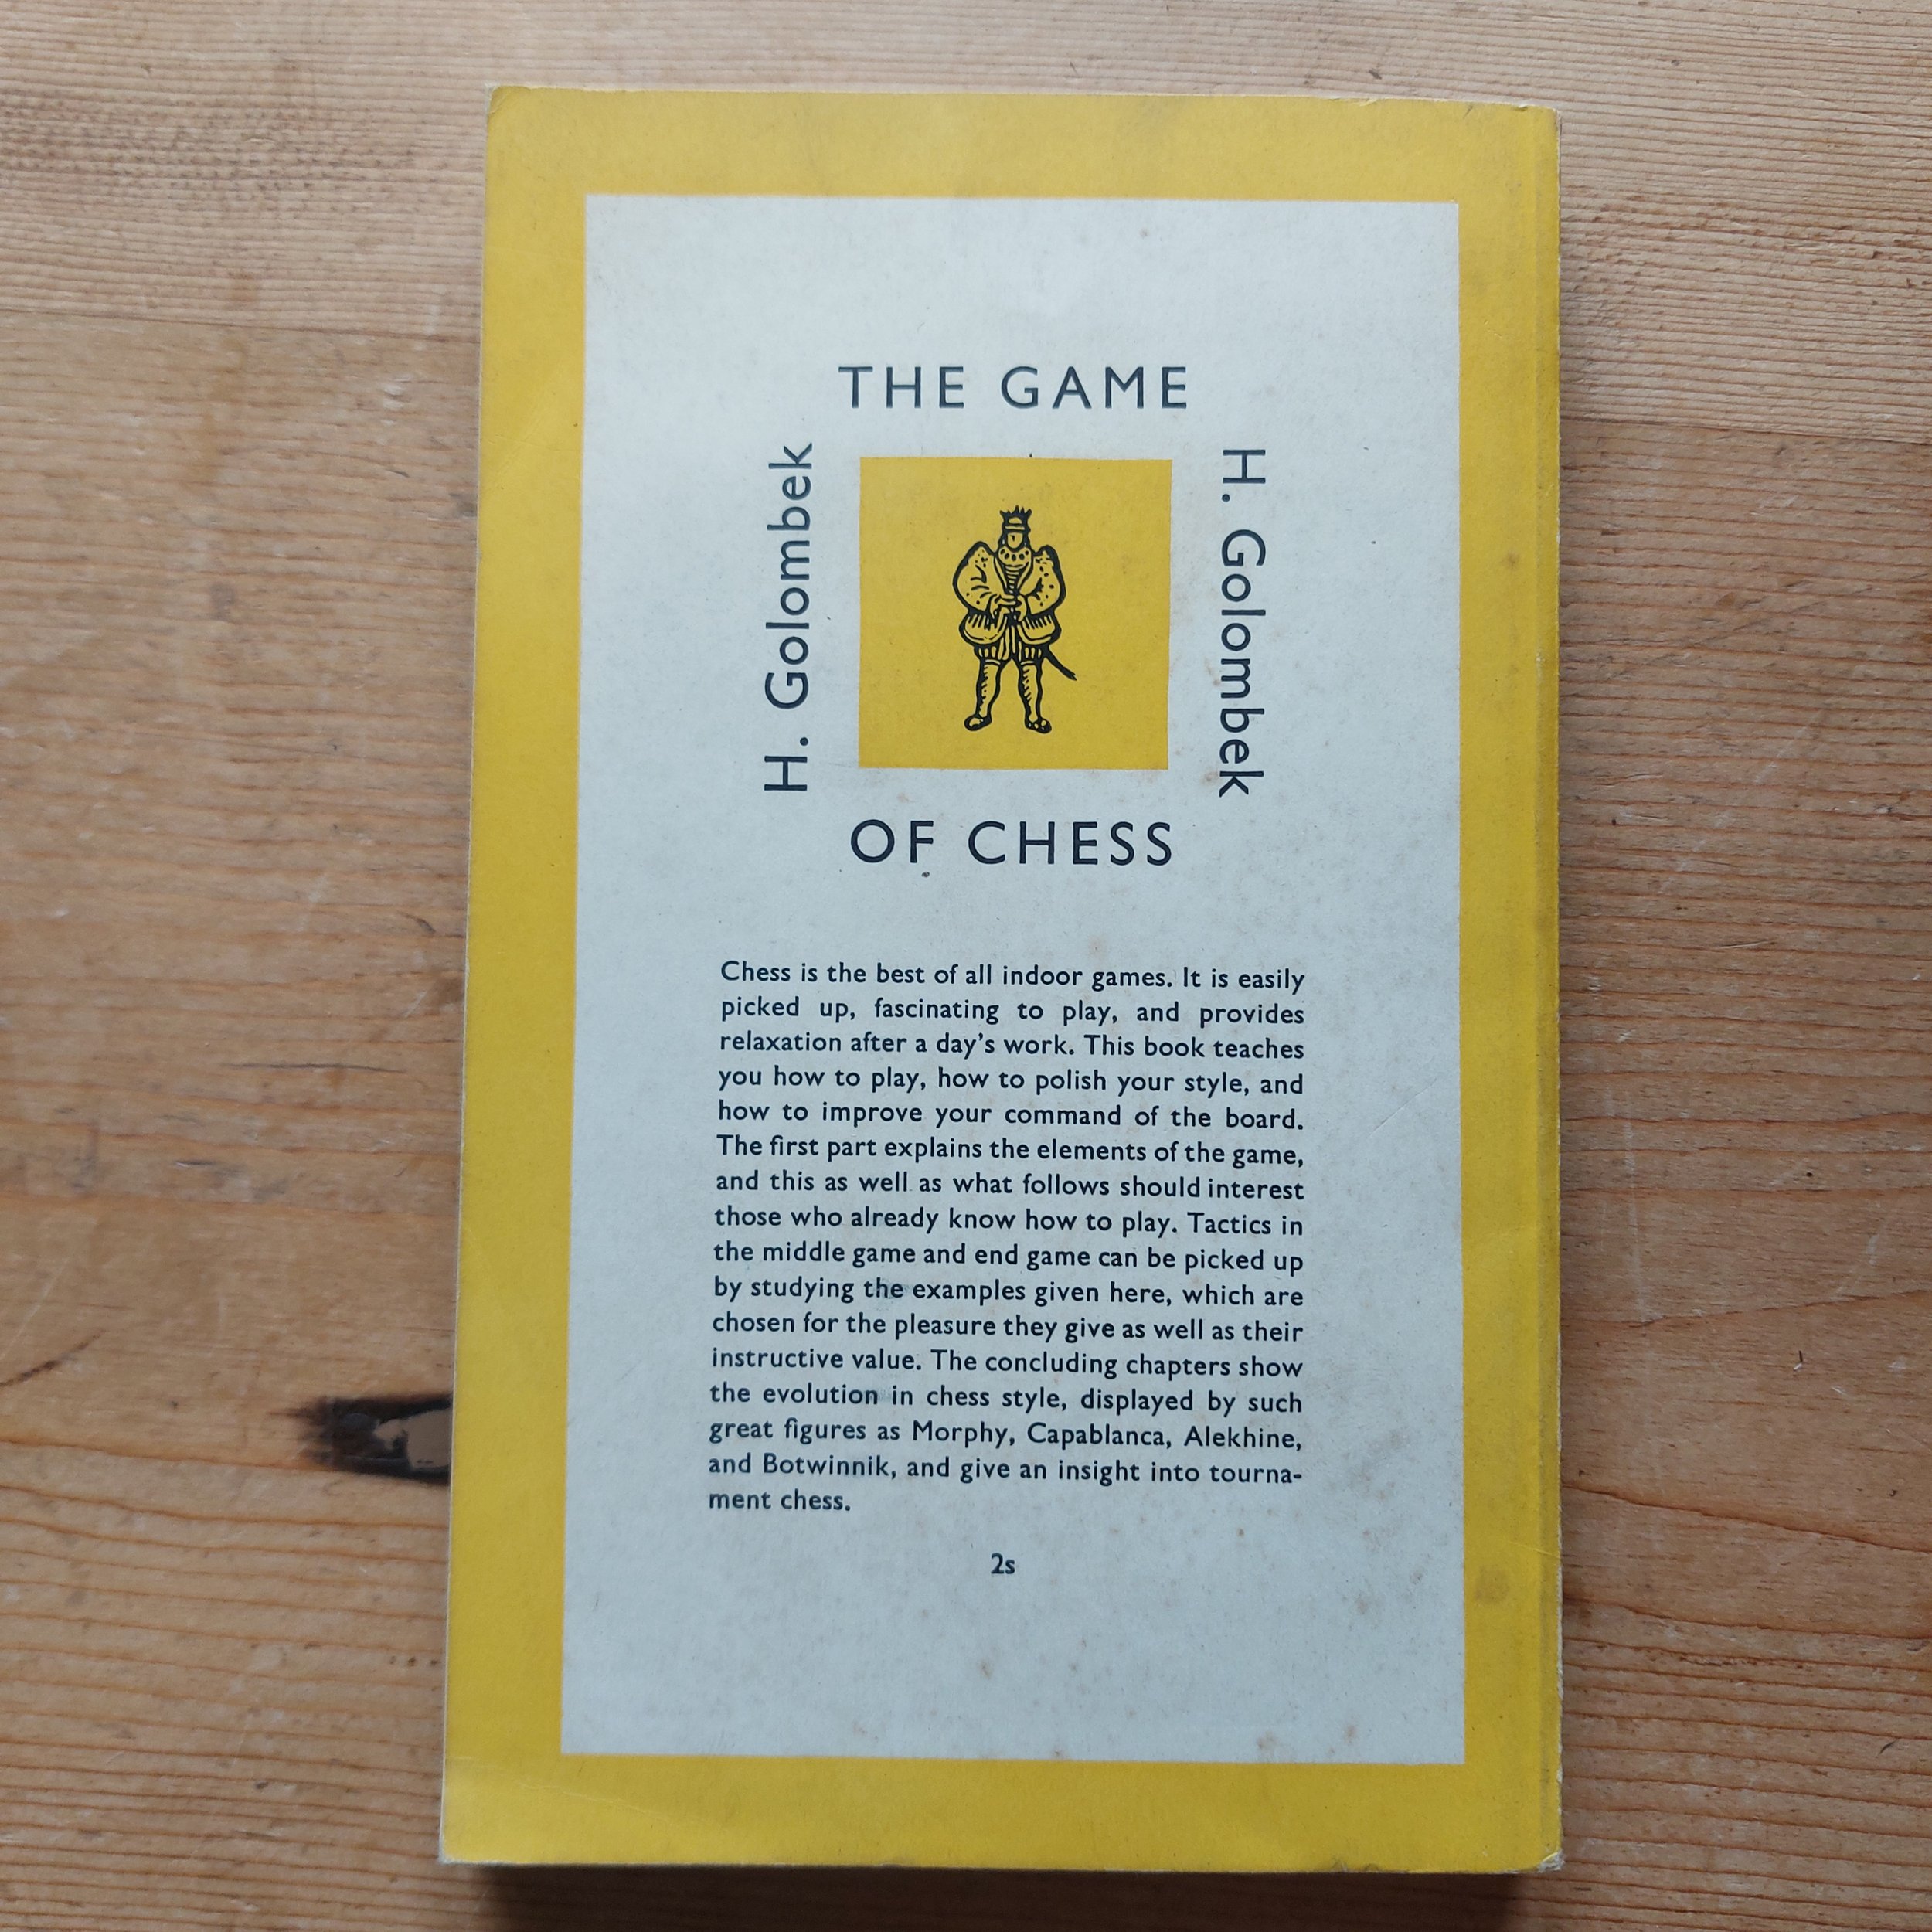 THE GAME
H. Golombek
H. Golombek
OF CHESS
Chess is the best of all indoor games. It is easily
picked up, fascinating to play, and provides
relaxation after a day's work. This book teaches
you how to play, how to polish your style, and
how to improve your command of the board.
The first part explains the elements of the game,
and this as well as what follows should interest
those who already know how to play. Tactics in
the middle game and end game can be picked up
by studying the examples given here, which are
chosen for the pleasure they give as well as their
instructive value. The concluding chapters show
the evolution in chess style, displayed by such
great figures as Morphy, Capablanca, Alekhine,
and Botwinnik, and give an insight into tourna-
ment chess.
2s